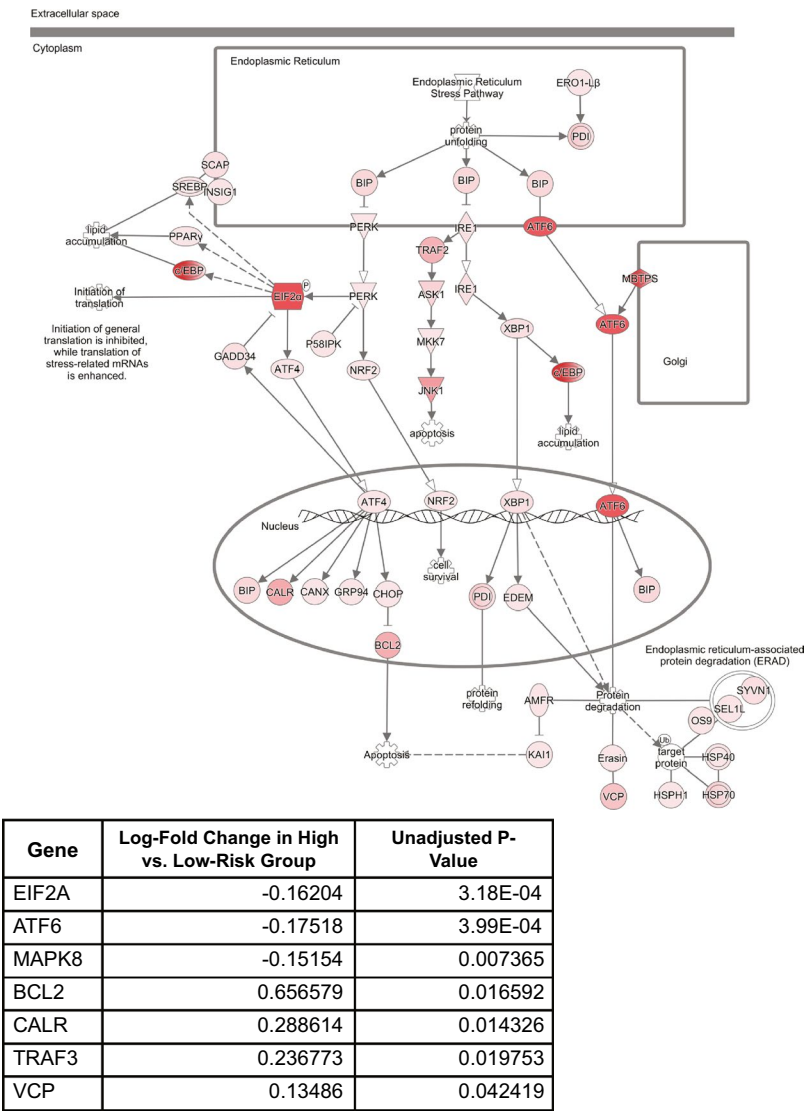 Extracellular space
Cytoplasm
Endoplasmic Reticulum
Endoplasmic Reticulum
Stress Pathway
ERO1-Lβ
protein
unfolding
PDI
SCAP
SREBP
INSIG1
BIP
BIP
BIP
lipid
accumulation
PPARγ
PERK
IRE1
ATF6
TRAF2
c/EBP
MBTPS
Initiation of
translation
EIF2α
P
PERK
ASK1
IRE1
Initiation of general
translation is inhibited,
while translation of
stress-related mRNAs
is enhanced.
GADD34
P58IPK
MKK7
XBP1
ATF6
ATF4
NRF2
c/EBP
Golgi
JNK1
apoptosis
lipid
accumulation
ATF4
NRF2
XBP1
ATF6
Nucleus
cell
survival
BIP
CALR
CANX
GRP94
CHOP
PDI
EDEM
BIP
BCL2
Endoplasmic reticulum-associated
protein degradation (ERAD)
protein
refolding
AMFR
Protein
degradation
SYVN1
SEL1L
OS9
Apoptosis
KAI1
Erasin
Ub
target
protein
HSP40
VCP
HSPH1
HSP70
Gene Log-Fold Change in High vs. Low-Risk Group Unadjusted P-Value
EIF2A -0.16204 3.18E-04
ATF6 -0.17518 3.99E-04
MAPK8 -0.15154 0.007365
BCL2 0.656579 0.016592
CALR 0.288614 0.014326
TRAF3 0.236773 0.019753
VCP 0.13486 0.042419